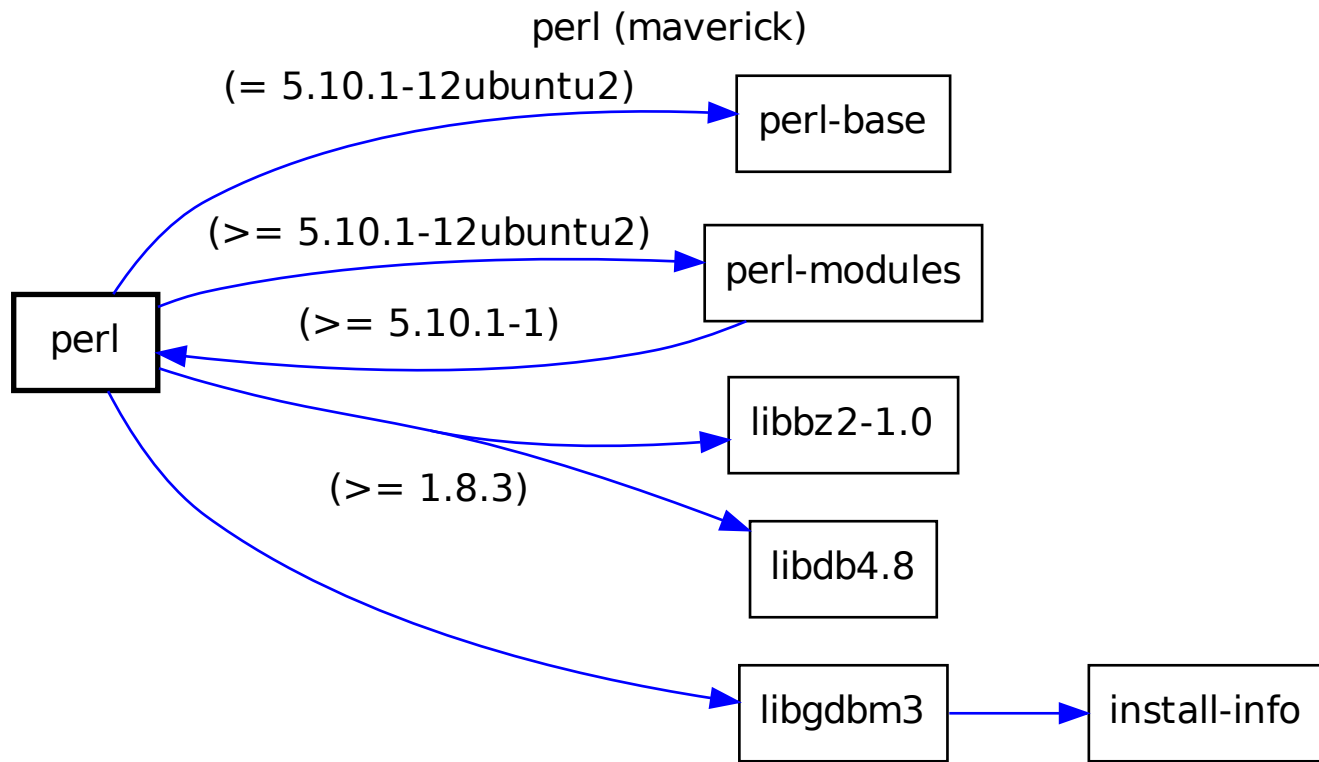 perl (maverick)
(= 5.10.1-12ubuntu2)
perl-base
(>= 5.10.1-12ubuntu2)
perl-modules
perl
(>= 5.10.1-1)
libbz2-1.0
(>= 1.8.3)
libdb4.8
libgdbm3
install-info